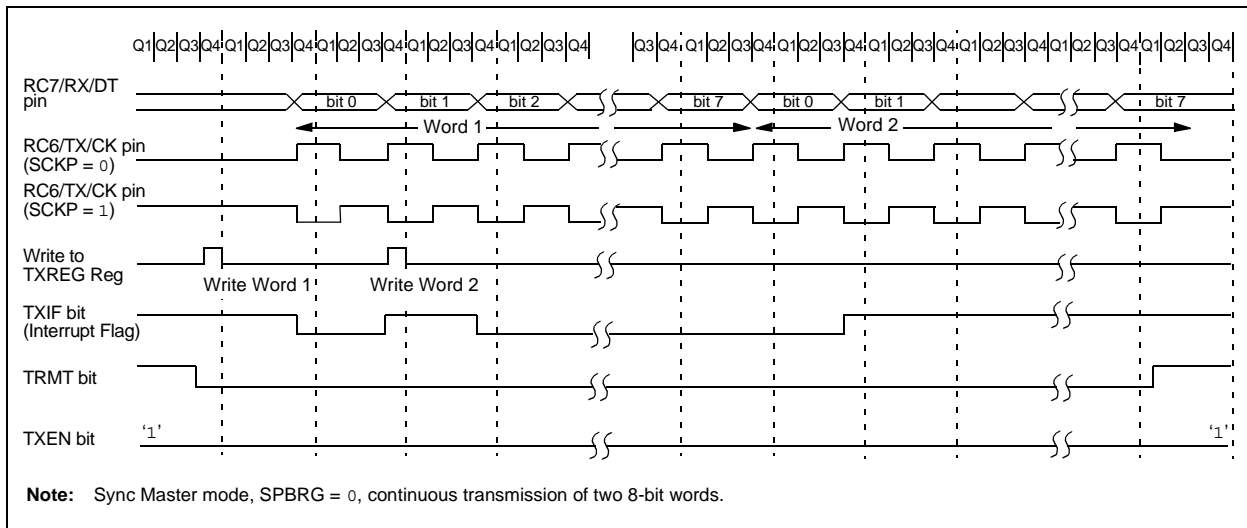 Q1 Q2 Q3 Q4 Q1 Q2 Q3 Q4 Q1 Q2 Q3 Q4 Q1 Q2 Q3 Q4 Q1 Q2 Q3 Q4 Q3 Q4 Q1 Q2 Q3 Q4 Q1 Q2 Q3 Q4 Q1 Q2 Q3 Q4 Q1 Q2 Q3 Q4 Q1 Q2 Q3 Q4 Q1 Q2 Q3 Q4
RC7/RX/DT
pin
bit 0 bit 1 bit 2 bit 7 bit 0 bit 1 bit 7
Word 1 Word 2
RC6/TX/CK pin
(SCKP = 0)
RC6/TX/CK pin
(SCKP = 1)
Write to
TXREG Reg
Write Word 1 Write Word 2
TXIF bit
(Interrupt Flag)
TRMT bit
TXEN bit
‘1’ ‘1’
Note: Sync Master mode, SPBRG = 0, continuous transmission of two 8-bit words.